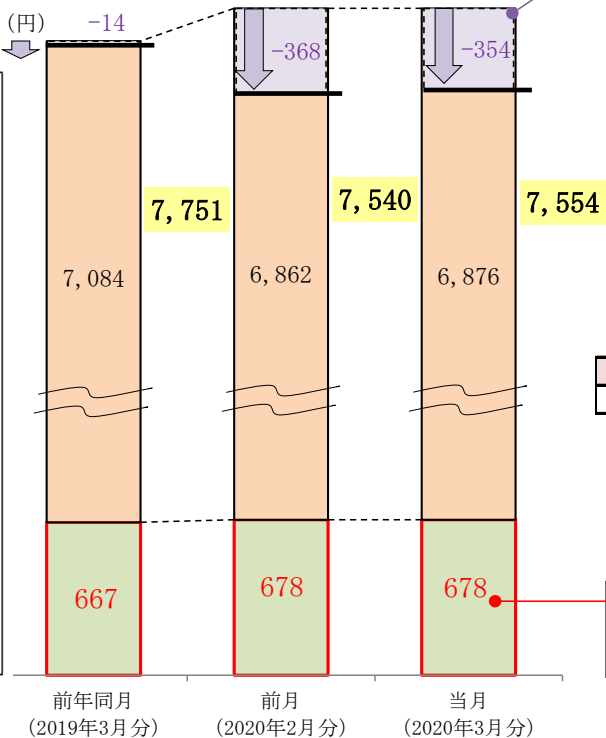 (円)
-14
-368
-354
7,751
7,540
7,554
7,084
6,862
6,876
667
678
678
前年同月
(2019年3月分)
前月
(2020年2月分)
当月
(2020年3月分)